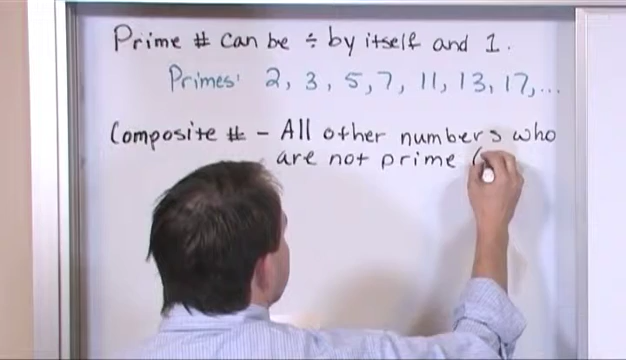 Prime # can be ÷ by itself and 1.
Primes: 2, 3, 5, 7, 11, 13, 17, ...
Composite # - All other numbers who
are not prime (